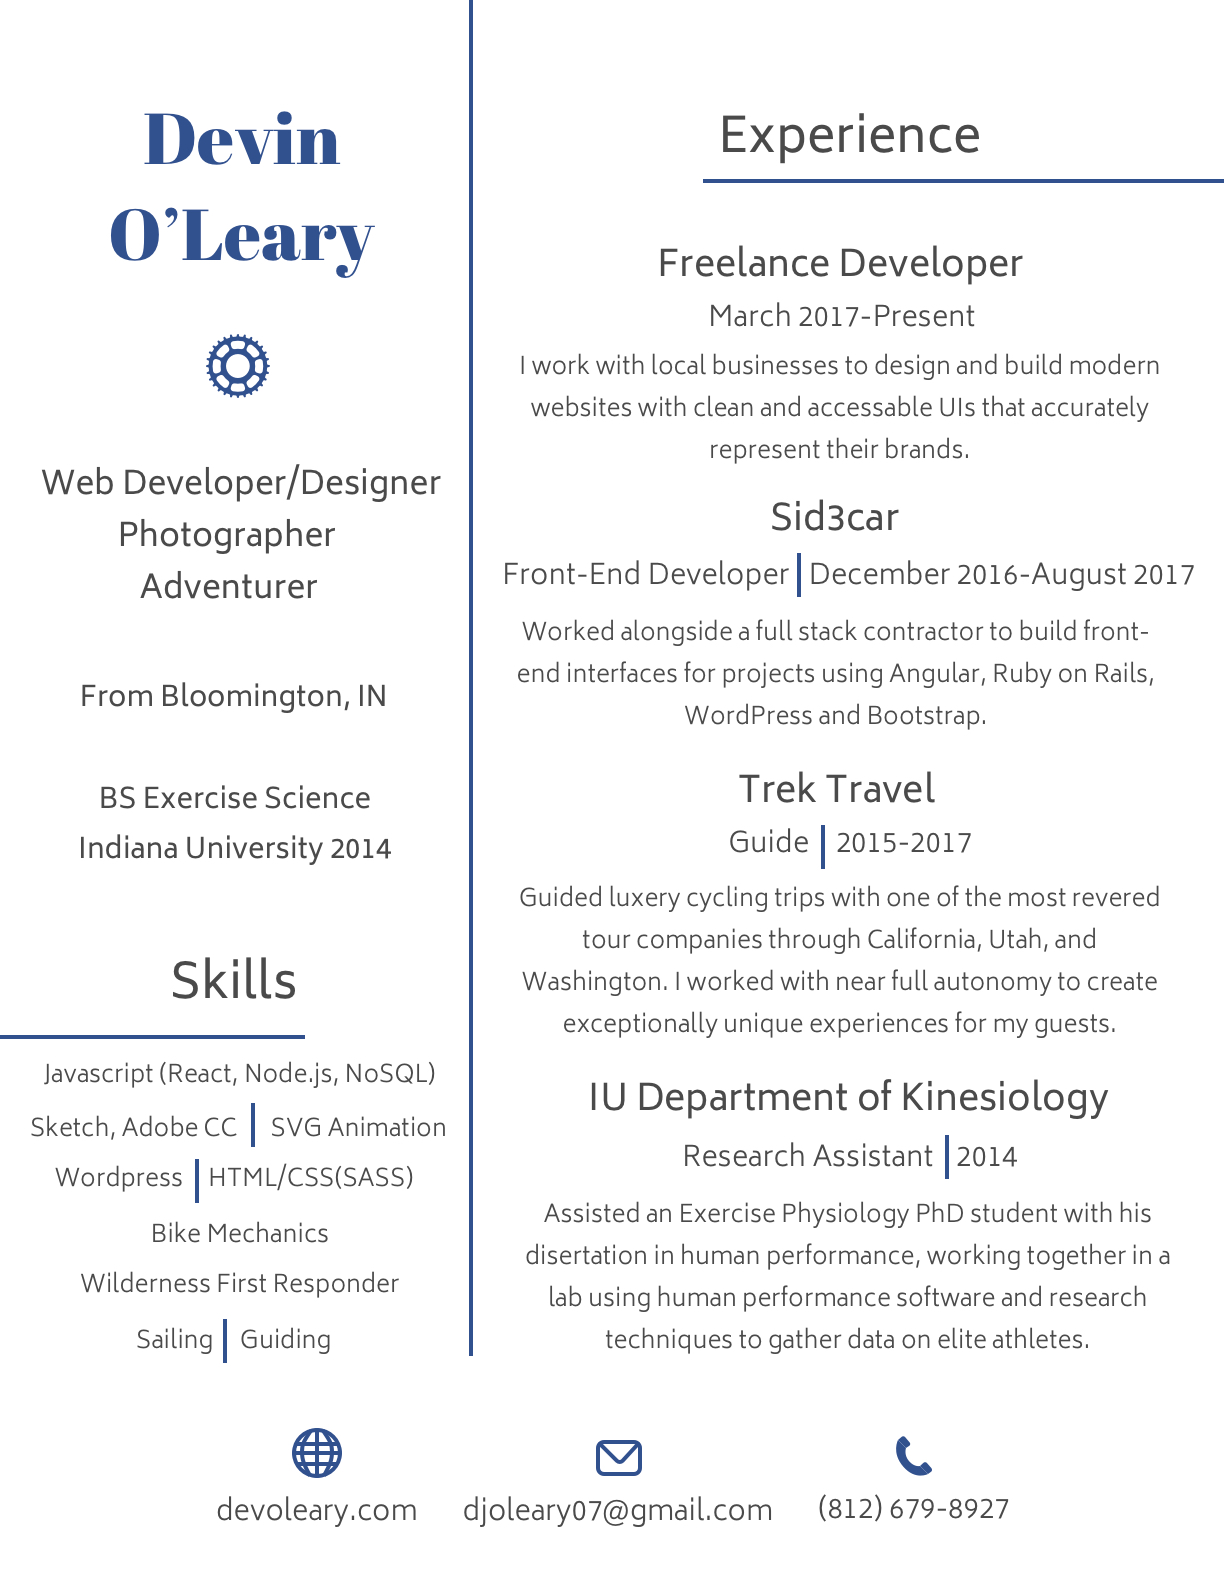 Devin
O’Leary
Web Developer/Designer
Photographer
Adventurer
From Bloomington, IN
BS Exercise Science
Indiana University 2014
Skills
Javascript (React, Node.js, NoSQL)
Sketch, Adobe CC | SVG Animation
Wordpress | HTML/CSS(SASS)
Bike Mechanics
Wilderness First Responder
Sailing | Guiding
Experience
Freelance Developer
March 2017-Present
I work with local businesses to design and build modern
websites with clean and accessable UIs that accurately
represent their brands.
Sid3car
Front-End Developer | December 2016-August 2017
Worked alongside a full stack contractor to build front-
end interfaces for projects using Angular, Ruby on Rails,
WordPress and Bootstrap.
Trek Travel
Guide | 2015-2017
Guided luxery cycling trips with one of the most revered
tour companies through California, Utah, and
Washington. I worked with near full autonomy to create
exceptionally unique experiences for my guests.
IU Department of Kinesiology
Research Assistant | 2014
Assisted an Exercise Physiology PhD student with his
disertation in human performance, working together in a
lab using human performance software and research
techniques to gather data on elite athletes.
devoleary.com
djoleary07@gmail.com
(812) 679-8927